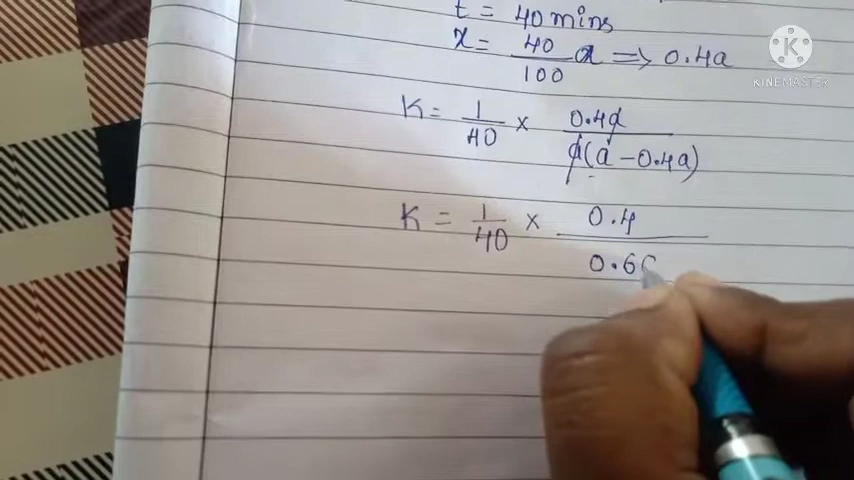 t = 40 mins
x = 40/100 a => 0.4a
KINEMASTER
K = 1/40 × 0.4a/a(a - 0.4a)
K = 1/40 × 0.4/0.6